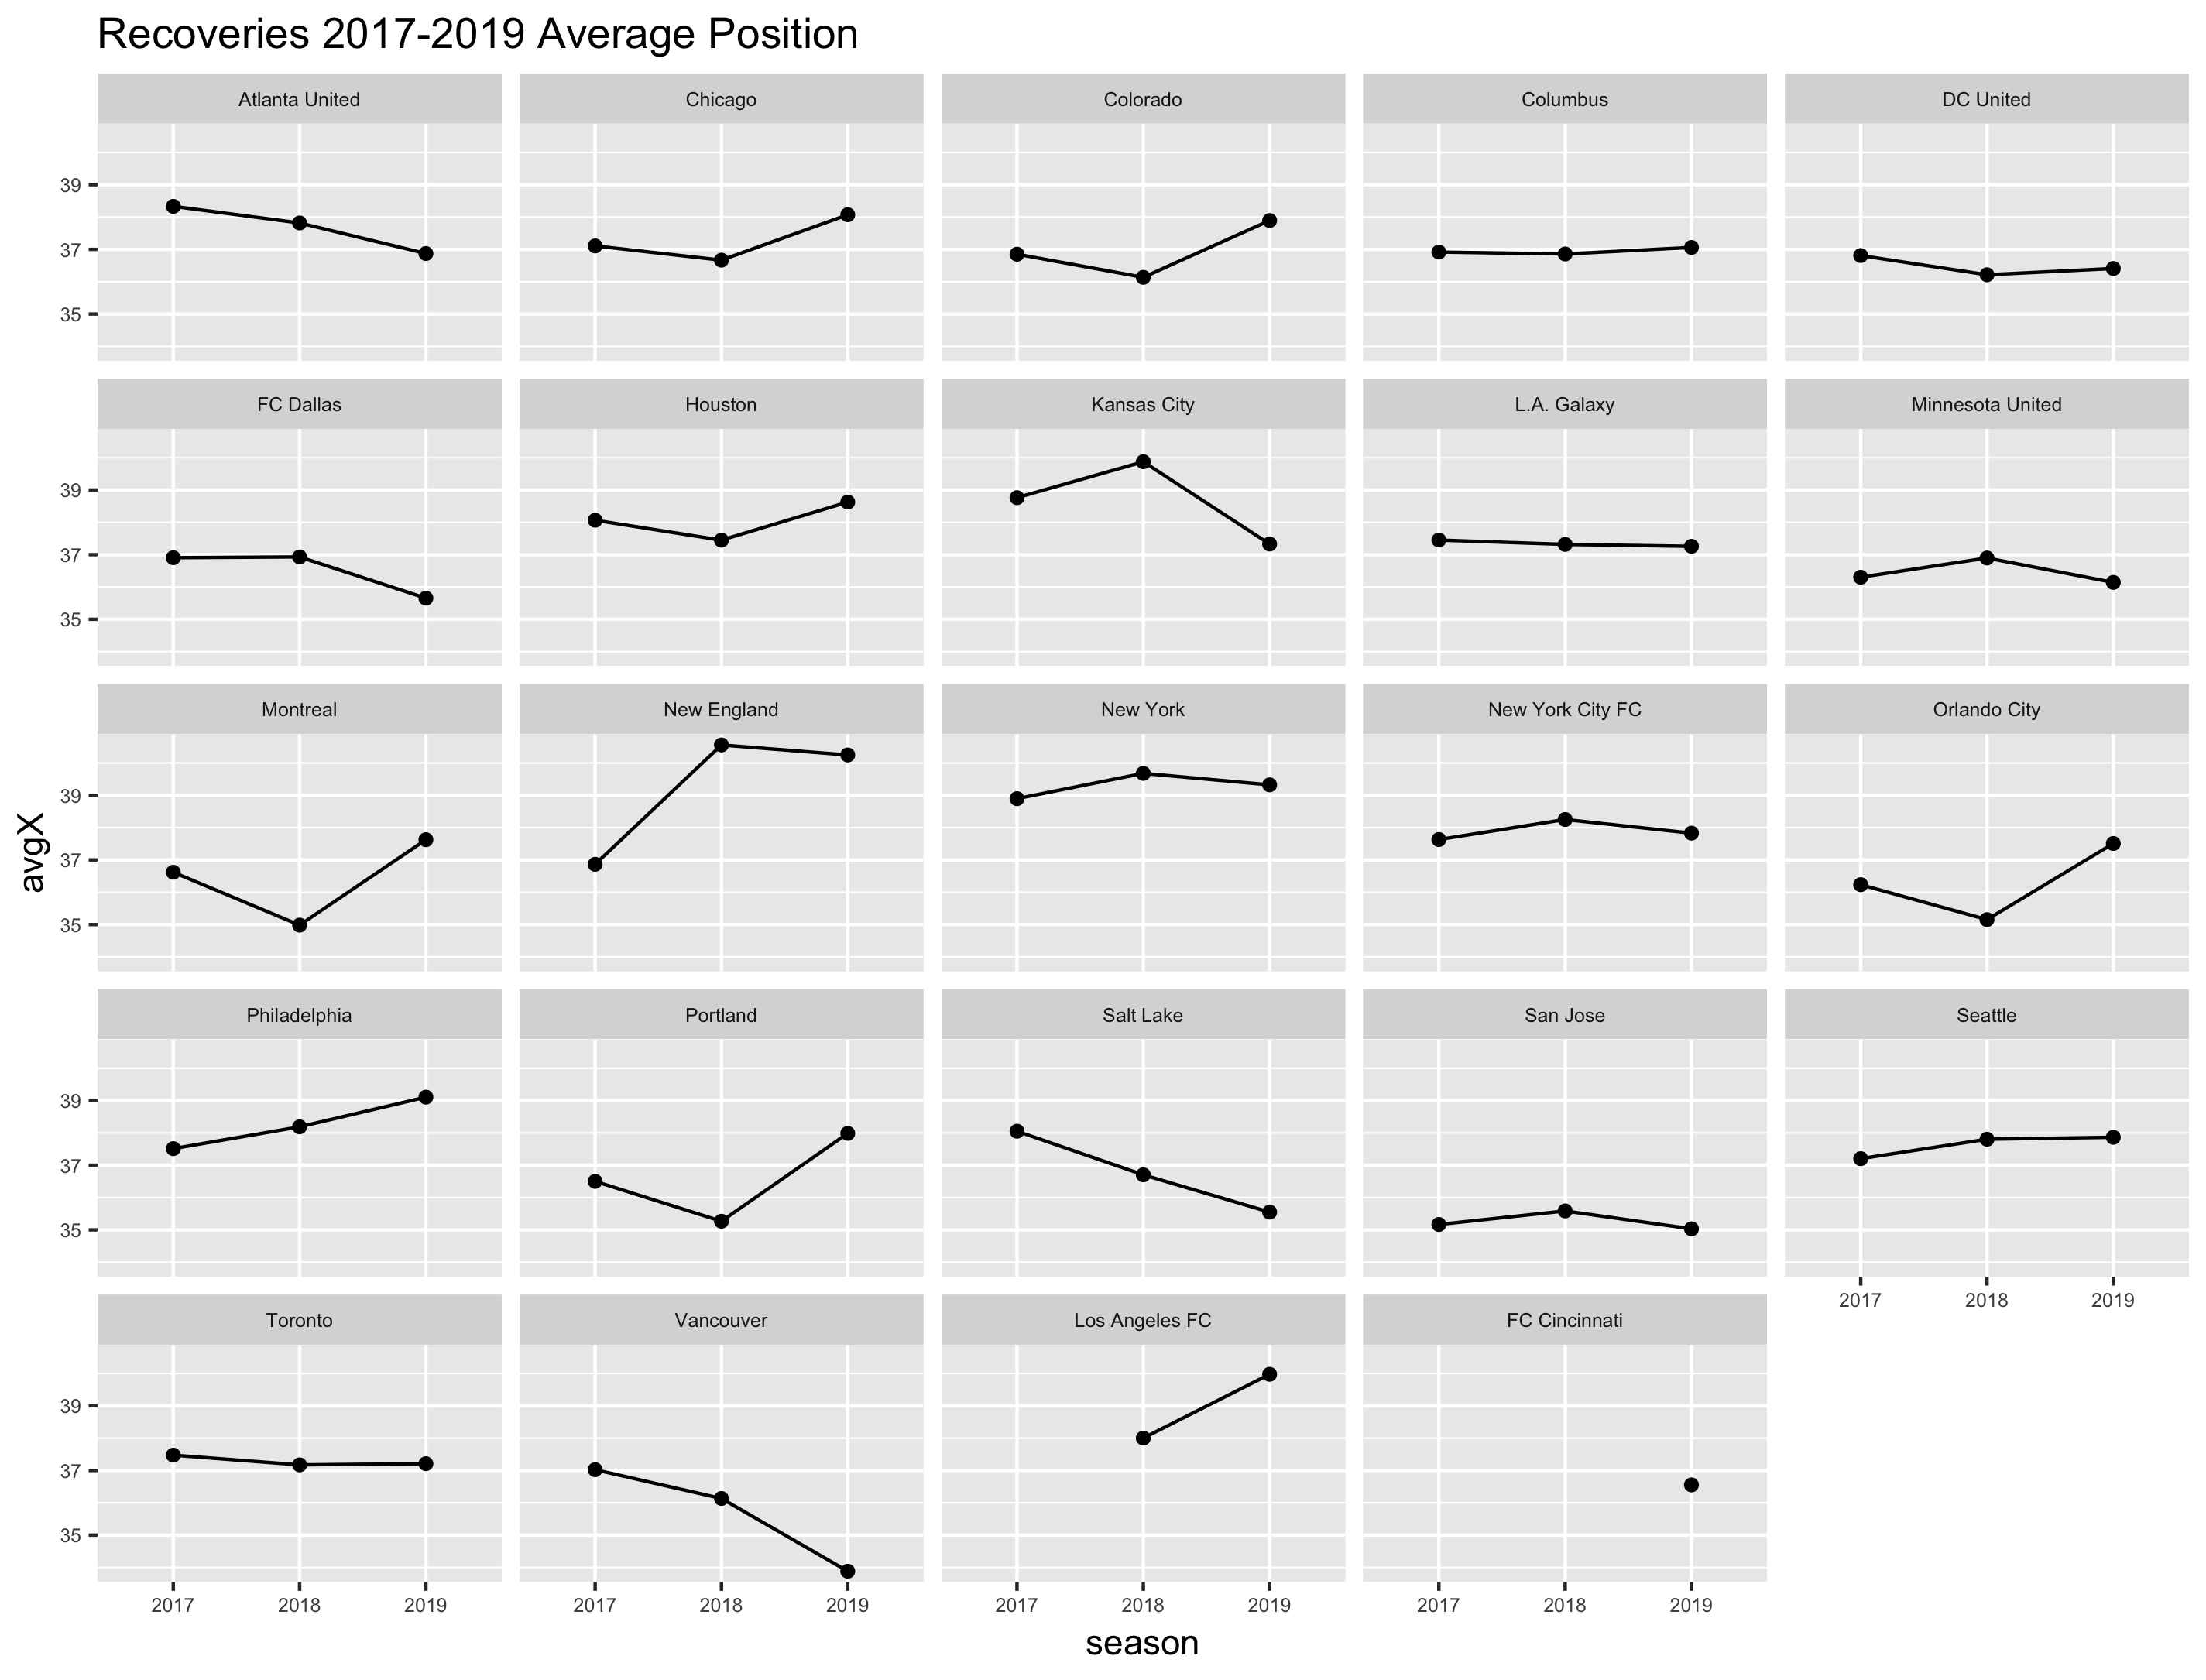 Recoveries 2017-2019 Average Position
Atlanta United Chicago Colorado Columbus DC United
39
37
35
FC Dallas Houston Kansas City L.A. Galaxy Minnesota United
39
37
35
Montreal New England New York New York City FC Orlando City
39
37
35
avgX
Philadelphia Portland Salt Lake San Jose Seattle
39
37
35
2017 2018 2019
Toronto Vancouver Los Angeles FC FC Cincinnati
39
37
35
2017 2018 2019 2017 2018 2019 2017 2018 2019 2017 2018 2019
season